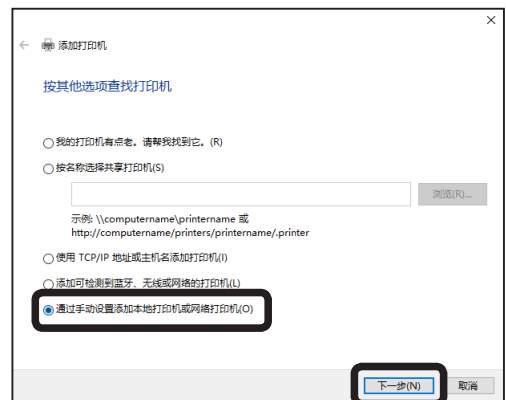 添加打印机
按其他选项查找打印机
我的打印机有点老。请帮我找到它。(R)
按名称选择共享打印机(S)
浏览(R)...
示例: \\computername\printername 或
http://computername/printers/printername/.printer
使用 TCP/IP 地址或主机名添加打印机(I)
添加可检测到蓝牙、无线或网络的打印机(L)
通过手动设置添加本地打印机或网络打印机(O)
下一步(N)
取消